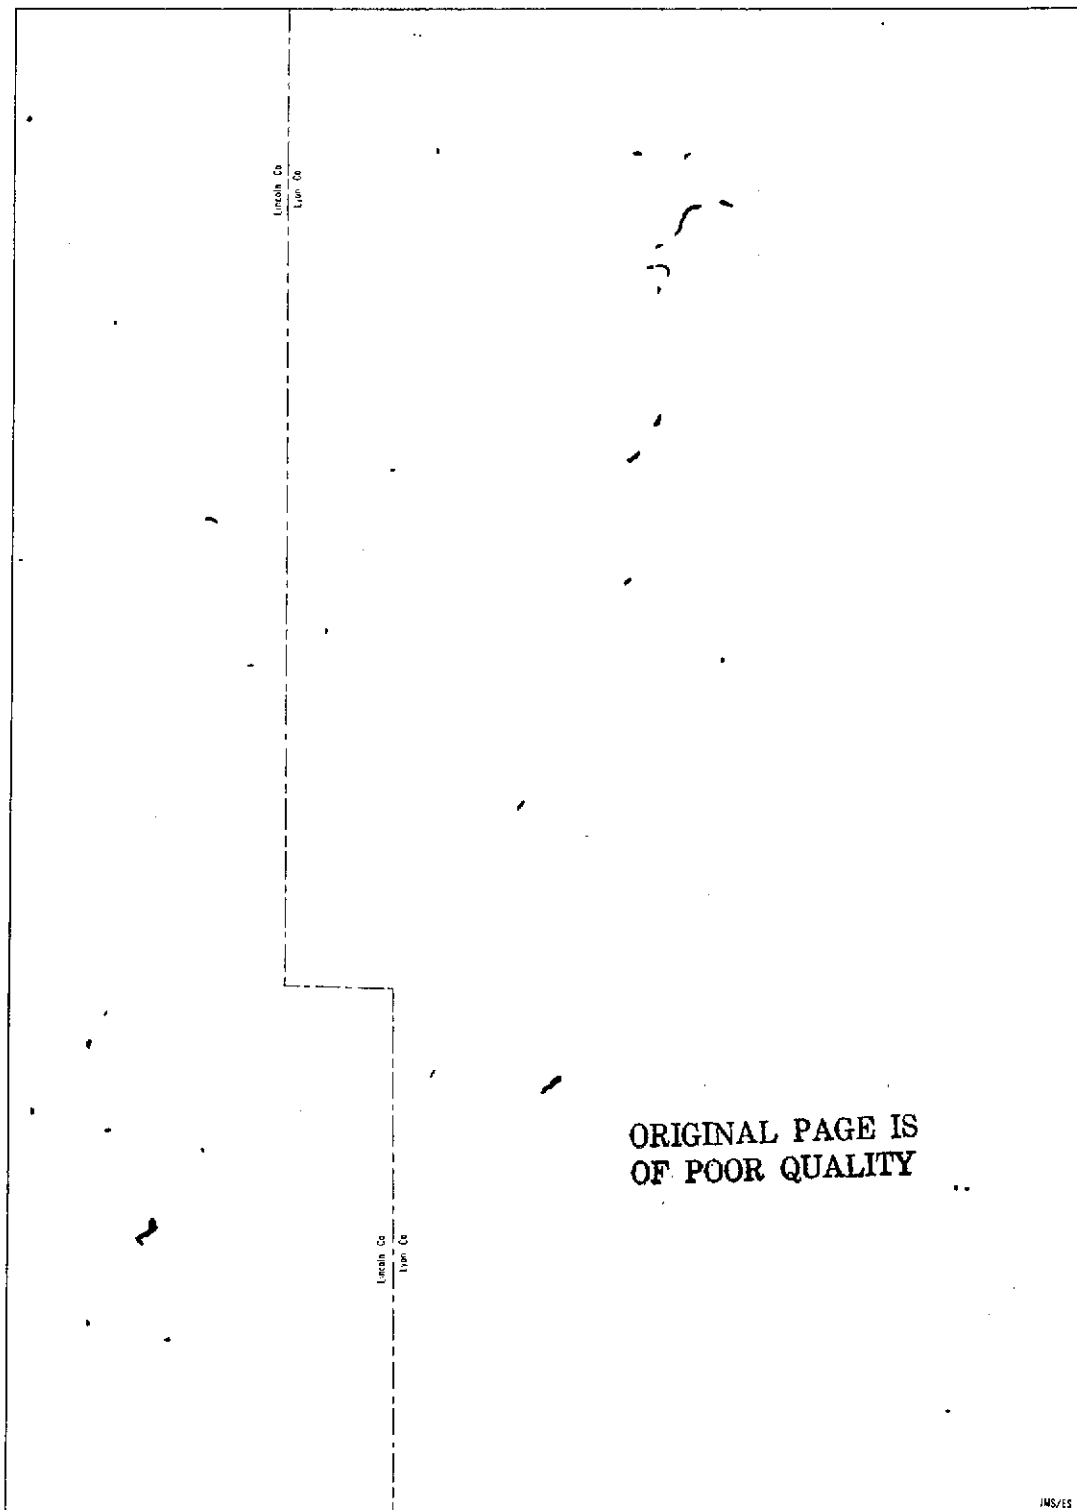 Lincoln Co
Lyon Co
ORIGINAL PAGE IS
OF POOR QUALITY
Lincoln Co
Lyon Co
JMS/ES